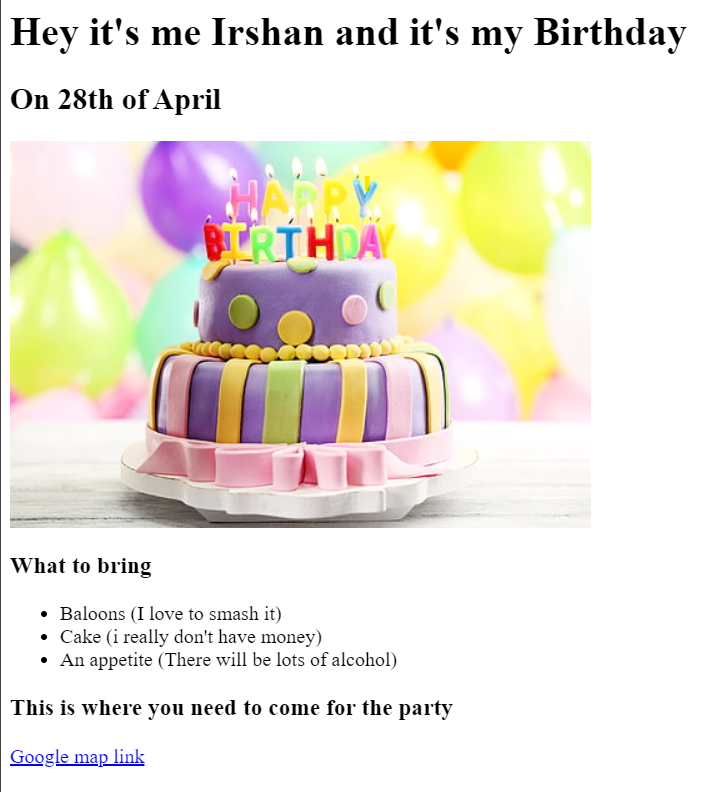 Hey it's me Irshan and it's my Birthday
On 28th of April
HAPPY
BIRTHDAY
What to bring
Baloons (I love to smash it)
Cake (i really don't have money)
An appetite (There will be lots of alcohol)
This is where you need to come for the party
Google map link